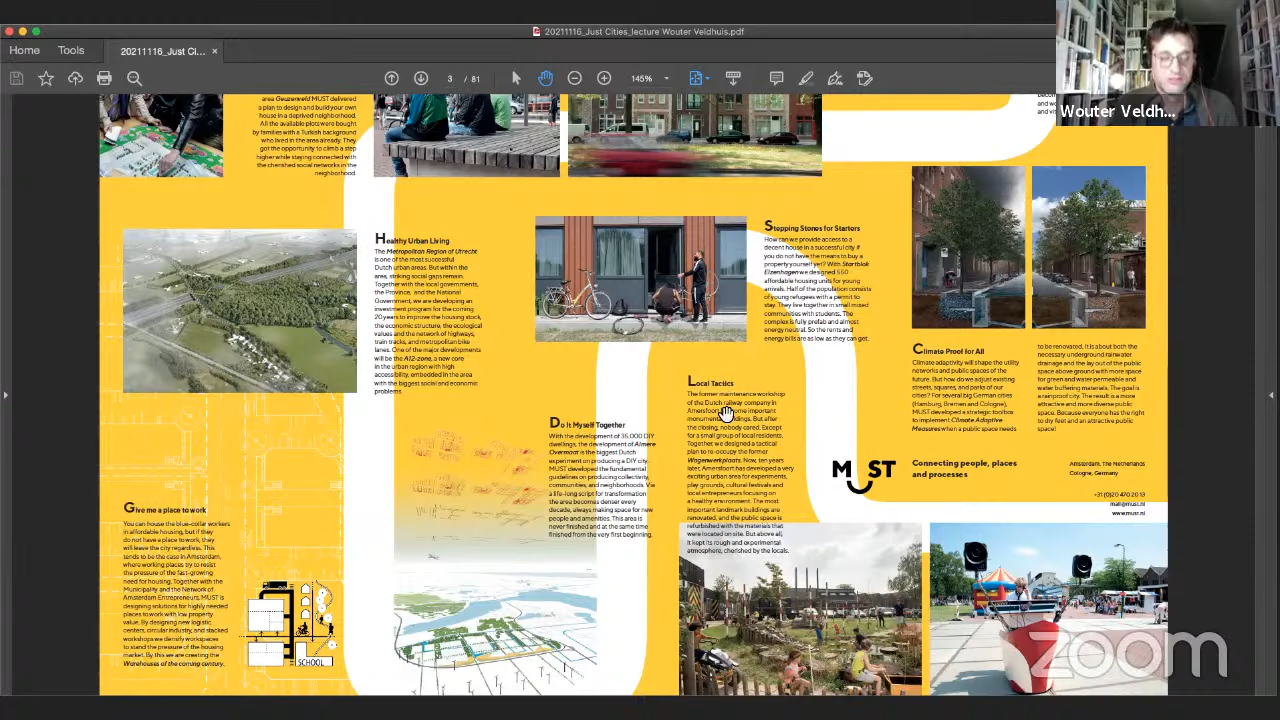 20211116_Just Cities_lecture Wouter Veldhuis.pdf
Home
Tools
20211116_Just Ci...
×
3 / 81
145%
Wouter Veldh...
area Geuzenveld MUST delivered
a plan to design and build your own
house in a deprived neighborhood.
All the available plots were bought
by families with a Turkish background
who lived in the area already. They
got the opportunity to climb a step
higher while staying connected with
the cherished social networks in the
neighborhood.
Healthy Urban Living
The Metropolitan Region of Utrecht
is one of the most successful
Dutch urban areas. But within the
area, striking social gaps remain.
Together with the local governments,
the Province, and the National
Government, we are developing an
investment program for the coming
20 years to improve the housing stock,
the economic structure, the ecological
values and the network of highways,
train tracks, and metropolitan bike
lanes. One of the major developments
will be the A12-zone, a new core
in the urban region with high
accessibility, embedded in the area
with the biggest social and economic
problems.
Stepping Stones for Starters
How can we provide access to a
decent house in a successful city if
you do not have the means to buy a
property yourself yet? With Startblok
Elzenhagen we designed 550
affordable housing units for young
arrivals. Half of the population consists
of young refugees with a permit to
stay. They live together in small mixed
communities with students. The
complex is fully prefab and almost
energy neutral. So the rents and
energy bills are as low as they can get.
Climate Proof for All
Climate adaptivity will shape the utility
networks and public spaces of the
future. But how do we adjust existing
streets, squares, and parks of our
cities? For several big German cities
(Hamburg, Bremen and Cologne),
MUST developed a strategic toolbox
to implement Climate Adaptive
Measures when a public space needs
to be renovated. It is about both the
necessary underground rainwater
drainage and the lay out of the public
space above ground with more space
for green and water permeable and
water buffering materials. The goal is
a rainproof city. The result is a more
attractive and more diverse public
space. Because everyone has the right
to dry feet and an attractive public
space!
Local Tactics
The former maintenance workshop
of the Dutch railway company in
Amersfoort some important
monumental buildings. But after
the closing, nobody cared. Except
for a small group of local residents.
Together we designed a tactical
plan to re-occupy the former
Wagenwerkplaats. Now, ten years
later, Amersfoort has developed a very
exciting urban area for experiments,
play grounds, cultural festivals and
local entrepreneurs focusing on
a healthy environment. The most
important landmark buildings are
renovated, and the public space is
refurbished with the materials that
were located on site. But above all,
it kept its rough and experimental
atmosphere, cherished by the locals.
Do It Myself Together
With the development of 35,000 DIY
dwellings, the development of Almere
Oosterwold is the biggest Dutch
experiment on producing a DIY city.
MUST developed the fundamental
guidelines on producing collectivity,
communities, and neighborhoods. Via
a life-long script for transformation
the area becomes denser every
decade, always making space for new
people and amenities. This area is
never finished and at the same time
finished from the very first beginning.
Give me a place to work
You can house the blue-collar workers
in affordable housing, but if they
do not have a place to work, they
will leave the city regardless. This
tends to be the case in Amsterdam,
where working places try to resist
the pressure of the fast-growing
need for housing. Together with the
Municipality and the Network of
Amsterdam Entrepreneurs, MUST is
designing solutions for highly needed
places to work with low property
value. By designing new logistic
centers, circular industry, and stacked
workshops we densify workspaces
to stand the pressure of the housing
market. By this we are creating the
Warehouses of the coming century.
SCHOOL
MUST
Connecting people, places
and processes
Amsterdam, The Netherlands
Cologne, Germany
+31 (0)20 470 20 13
mail@must.nl
www.must.nl
zoom